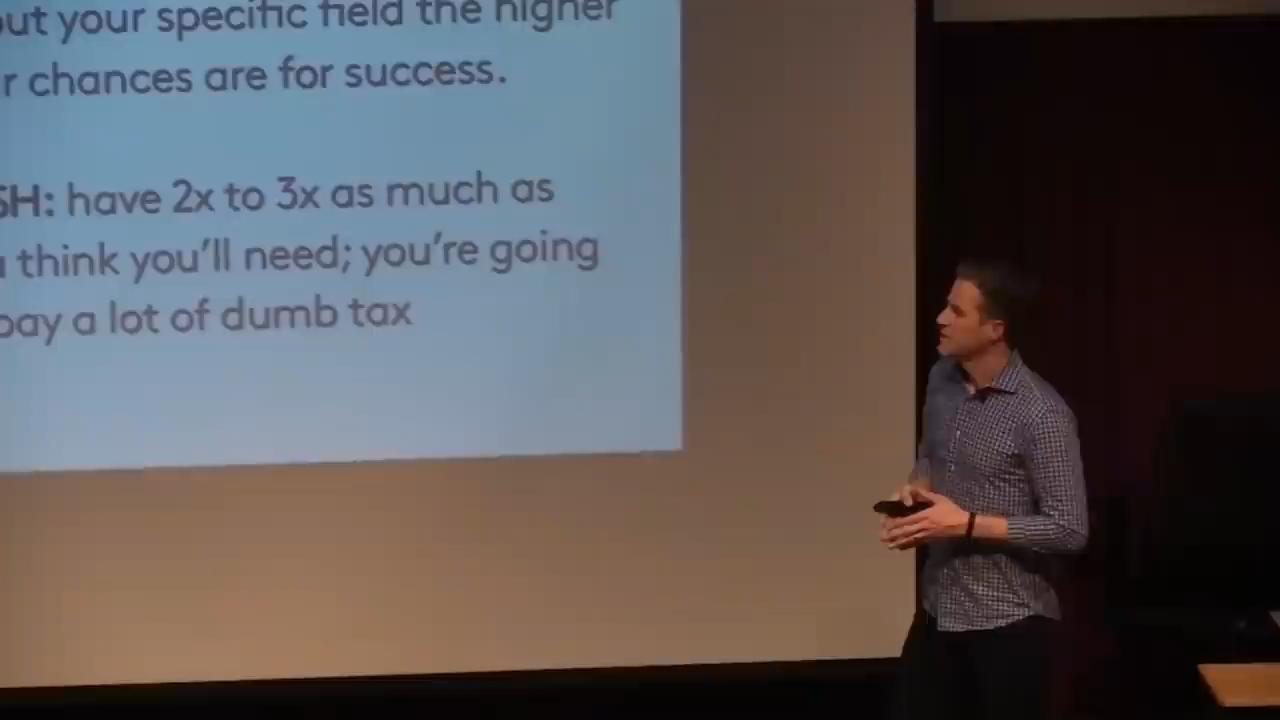 out your specific field the higher
r chances are for success.
SH: have 2x to 3x as much as
think you'll need; you're going
pay a lot of dumb tax